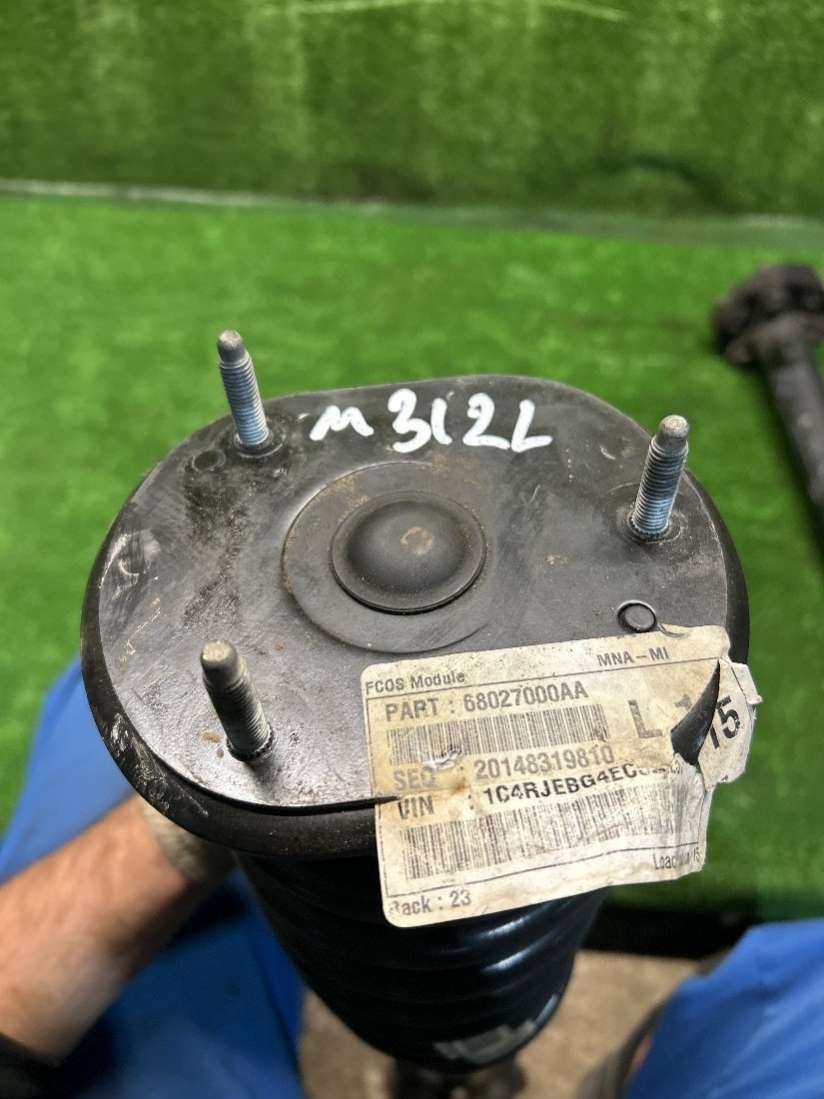 M312L
FCOS Module MNA-MI
PART : 68027000AA
L
15
SEQ : 20148319810
VIN : 1C4RJEBG4EC
Rack : 23